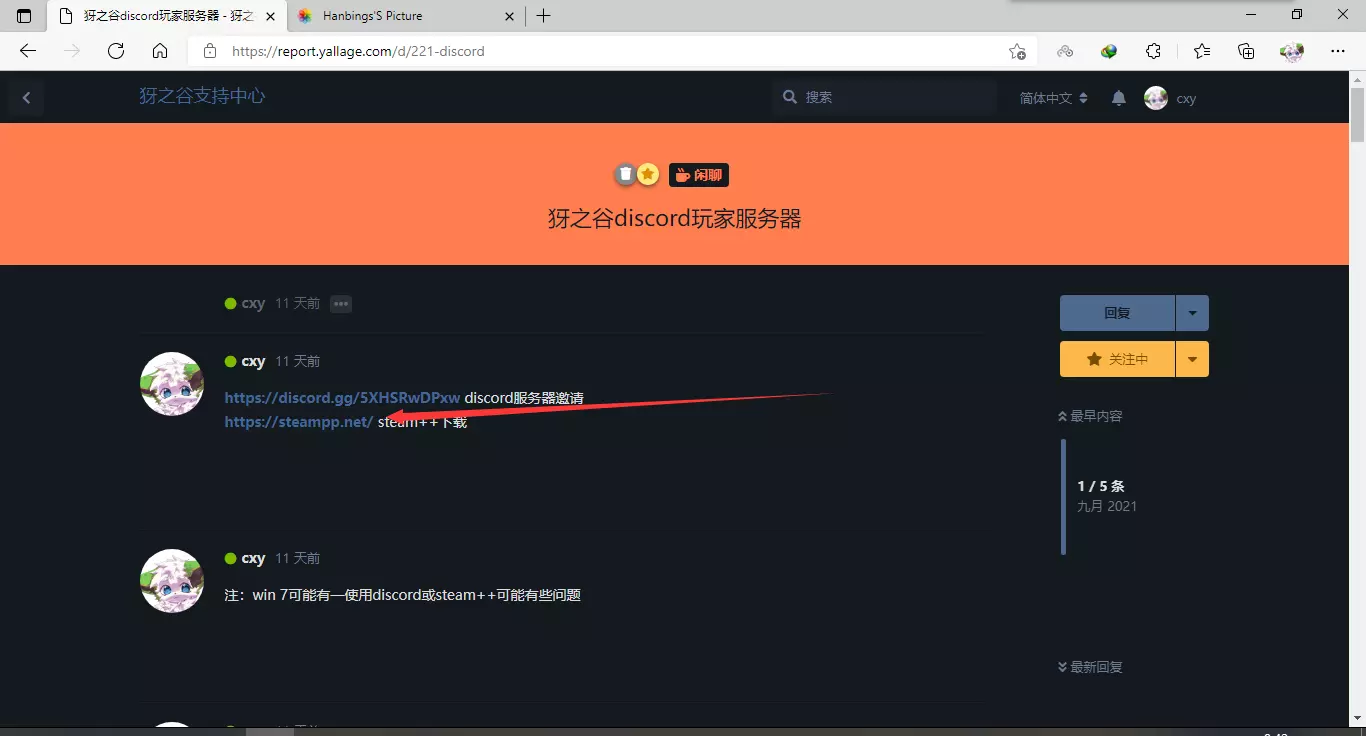 犽之谷discord玩家服务器 - 犽之
Hanbings'S Picture
https://report.yallage.com/d/221-discord
犽之谷支持中心
搜索
简体中文
cxy
闲聊
犽之谷discord玩家服务器
cxy 11 天前
回复
关注中
cxy 11 天前
https://discord.gg/5XHSRwDPxw discord服务器邀请
https://steampp.net/ steam++下载
最早内容
1 / 5 条
九月 2021
cxy 11 天前
注：win 7可能有一使用discord或steam++可能有些问题
最新回复